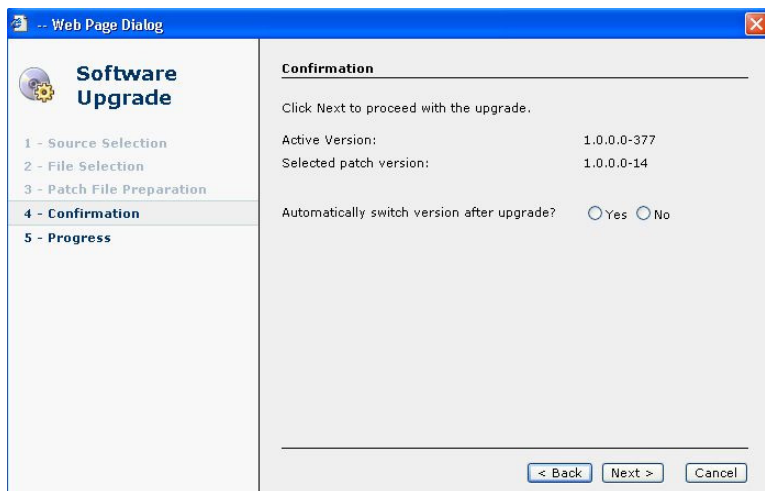 -- Web Page Dialog
Software
Upgrade
1 - Source Selection
2 - File Selection
3 - Patch File Preparation
4 - Confirmation
5 - Progress
Confirmation
Click Next to proceed with the upgrade.
Active Version: 1.0.0.0-377
Selected patch version: 1.0.0.0-14
Automatically switch version after upgrade? Yes No
< Back Next > Cancel